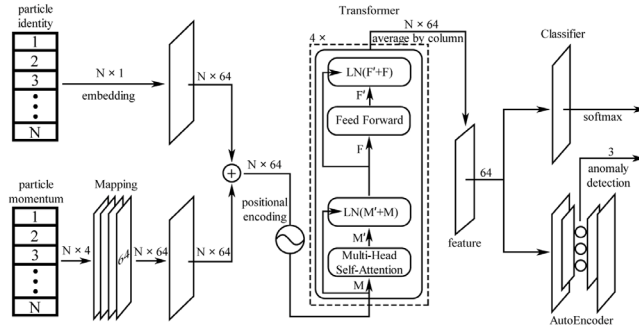 particle
identity
1
2
3
N
N × 1
embedding
N × 64
particle
momentum
1
2
3
N
N × 4
Mapping
64
N × 64
N × 64
+
N × 64
positional
encoding
Transformer
4 ×
LN(F'+F)
F'
Feed Forward
F
LN(M'+M)
M'
Multi-Head
Self-Attention
M
N × 64
average by column
feature
64
Classifier
softmax
3
anomaly
detection
AutoEncoder